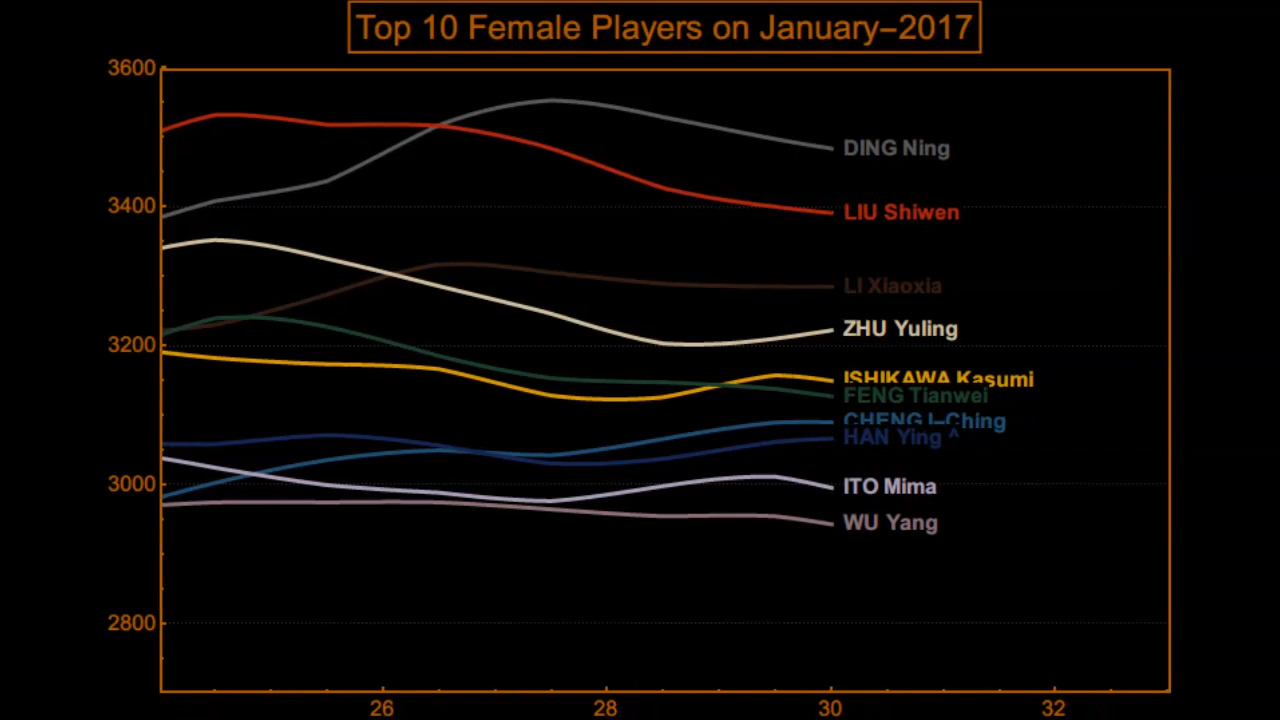 Top 10 Female Players on January–2017
3600
3400
3200
3000
2800
DING Ning
LIU Shiwen
LI Xiaoxia
ZHU Yuling
ISHIKAWA Kasumi
FENG Tianwei
CHENG I–Ching
HAN Ying ^
ITO Mima
WU Yang
26 28 30 32